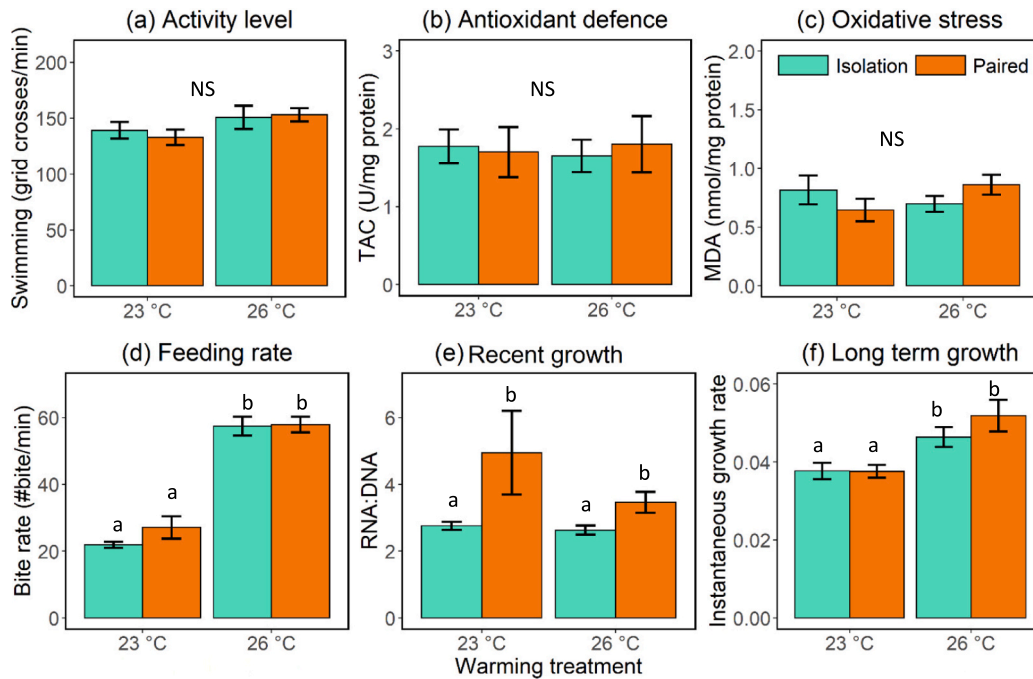 (a) Activity level
Swimming (grid crosses/min)
200
150
100
50
0
NS
23 °C
26 °C
(b) Antioxidant defence
TAC (U/mg protein)
3
2
1
0
NS
23 °C
26 °C
(c) Oxidative stress
MDA (nmol/mg protein)
2.0
1.5
1.0
0.5
0.0
Isolation
Paired
NS
23 °C
26 °C
(d) Feeding rate
Bite rate (#bite/min)
60
40
20
0
a
a
b
b
23 °C
26 °C
(e) Recent growth
RNA:DNA
6
4
2
0
a
b
a
b
23 °C
26 °C
(f) Long term growth
Instantaneous growth rate
0.06
0.04
0.02
0.00
a
a
b
b
23 °C
26 °C
Warming treatment